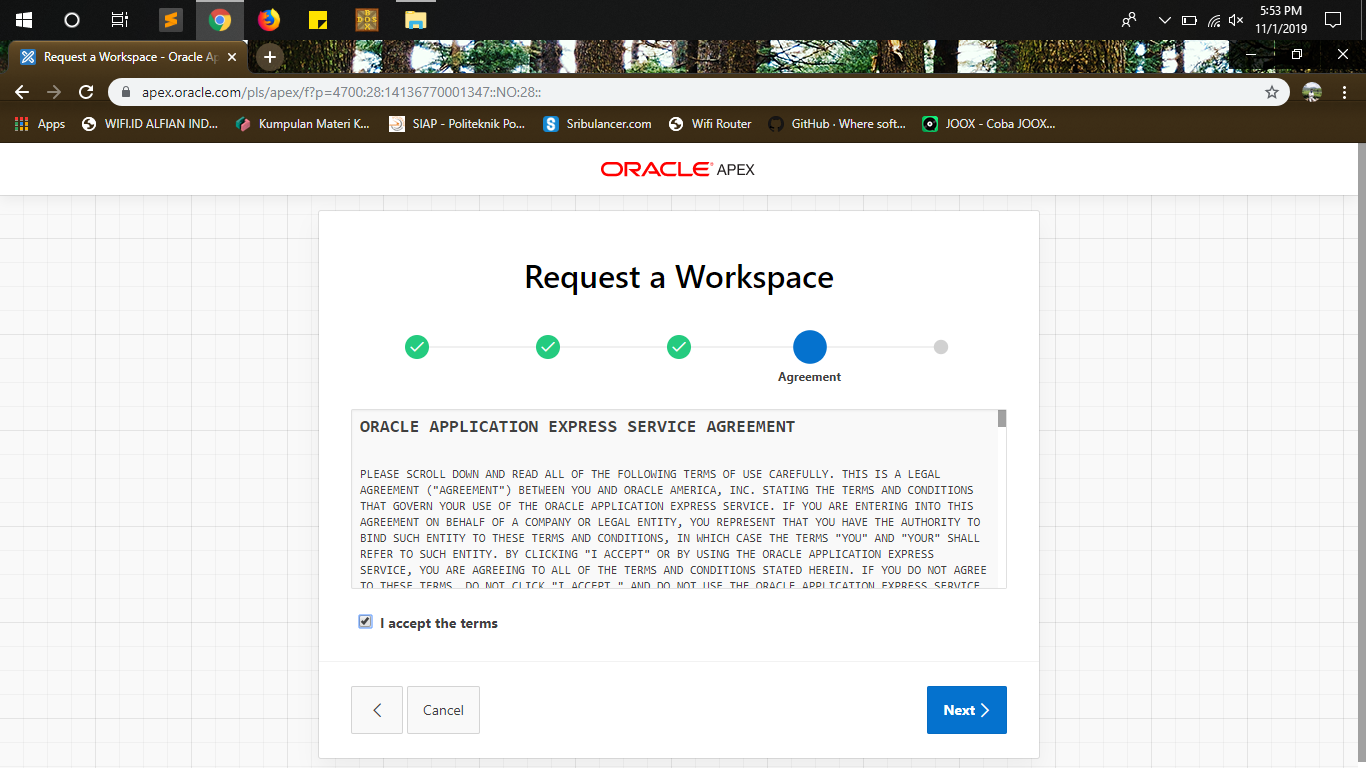 5:53 PM
11/1/2019
Request a Workspace - Oracle Ap
apex.oracle.com/pls/apex/f?p=4700:28:14136770001347::NO:28::
Apps
WIFI.ID ALFIAN IND...
Kumpulan Materi K...
SIAP - Politeknik Po...
Sribulancer.com
Wifi Router
GitHub · Where soft...
JOOX - Coba JOOX...
ORACLE APEX
Request a Workspace
Agreement
ORACLE APPLICATION EXPRESS SERVICE AGREEMENT
PLEASE SCROLL DOWN AND READ ALL OF THE FOLLOWING TERMS OF USE CAREFULLY. THIS IS A LEGAL
AGREEMENT ("AGREEMENT") BETWEEN YOU AND ORACLE AMERICA, INC. STATING THE TERMS AND CONDITIONS
THAT GOVERN YOUR USE OF THE ORACLE APPLICATION EXPRESS SERVICE. IF YOU ARE ENTERING INTO THIS
AGREEMENT ON BEHALF OF A COMPANY OR LEGAL ENTITY, YOU REPRESENT THAT YOU HAVE THE AUTHORITY TO
BIND SUCH ENTITY TO THESE TERMS AND CONDITIONS, IN WHICH CASE THE TERMS "YOU" AND "YOUR" SHALL
REFER TO SUCH ENTITY. BY CLICKING "I ACCEPT" OR BY USING THE ORACLE APPLICATION EXPRESS
SERVICE, YOU ARE AGREEING TO ALL OF THE TERMS AND CONDITIONS STATED HEREIN. IF YOU DO NOT AGREE
TO THESE TERMS, DO NOT CLICK "I ACCEPT," AND DO NOT USE THE ORACLE APPLICATION EXPRESS SERVICE
I accept the terms
Cancel
Next